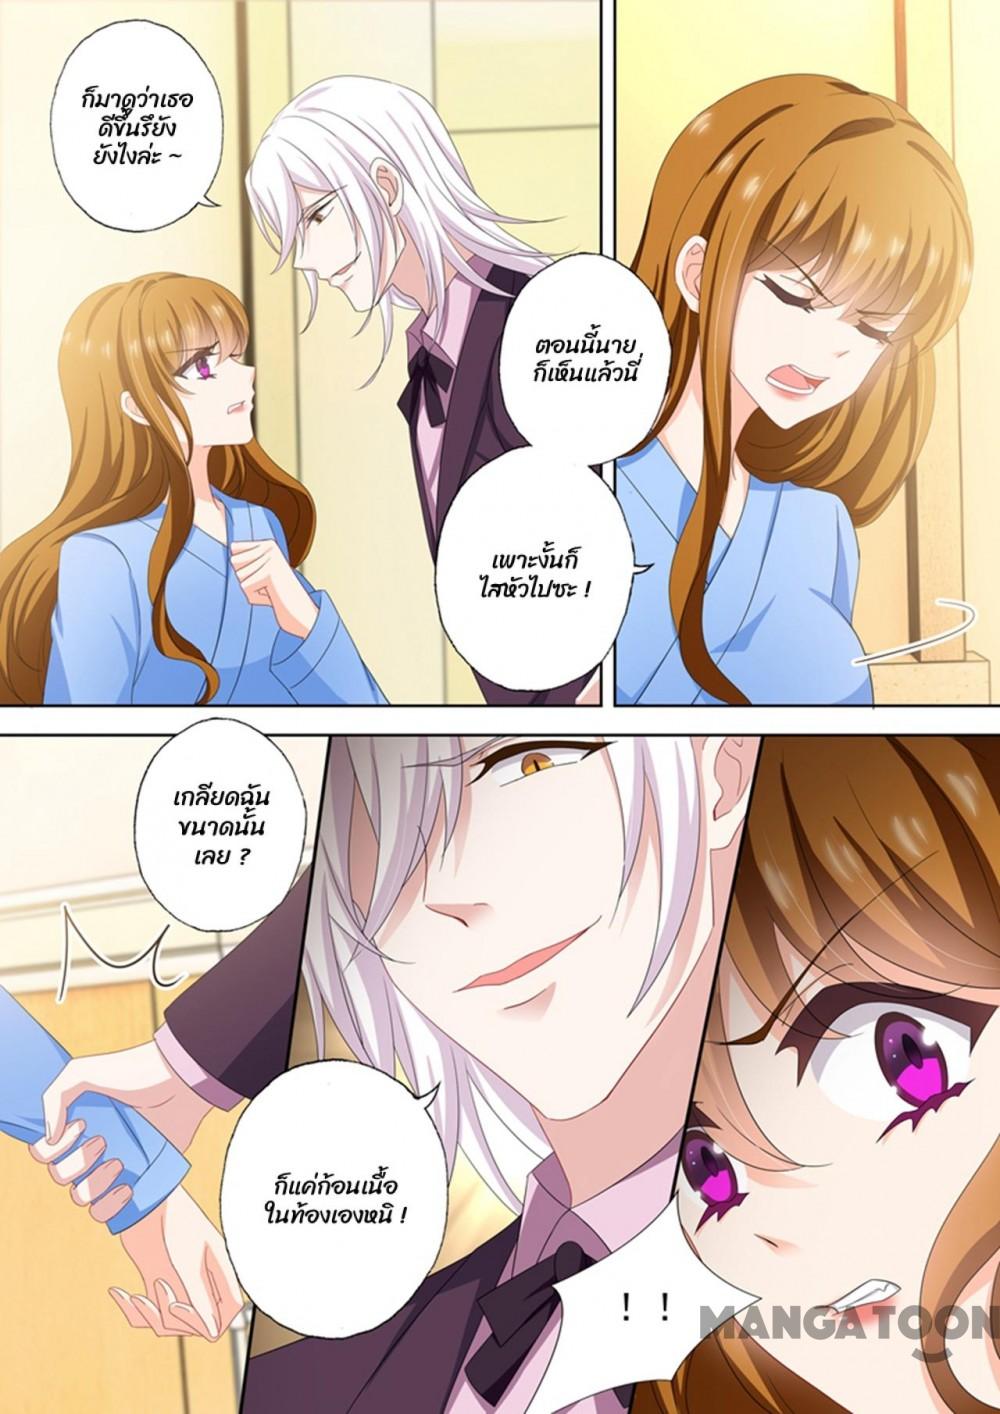 ก็มาดูว่าเธอ
ดีขึ้นรึยัง
ยังไงล่ะ ~
ตอนนี้นาย
ก็เห็นแล้วนี่
เพาะงั้นก็
ไสหัวไปซะ !
เกลียดฉัน
ขนาดนั้น
เลย ?
ก็แค่ก้อนเนื้อ
ในท้องเองหนิ !
! !
MANGATOON